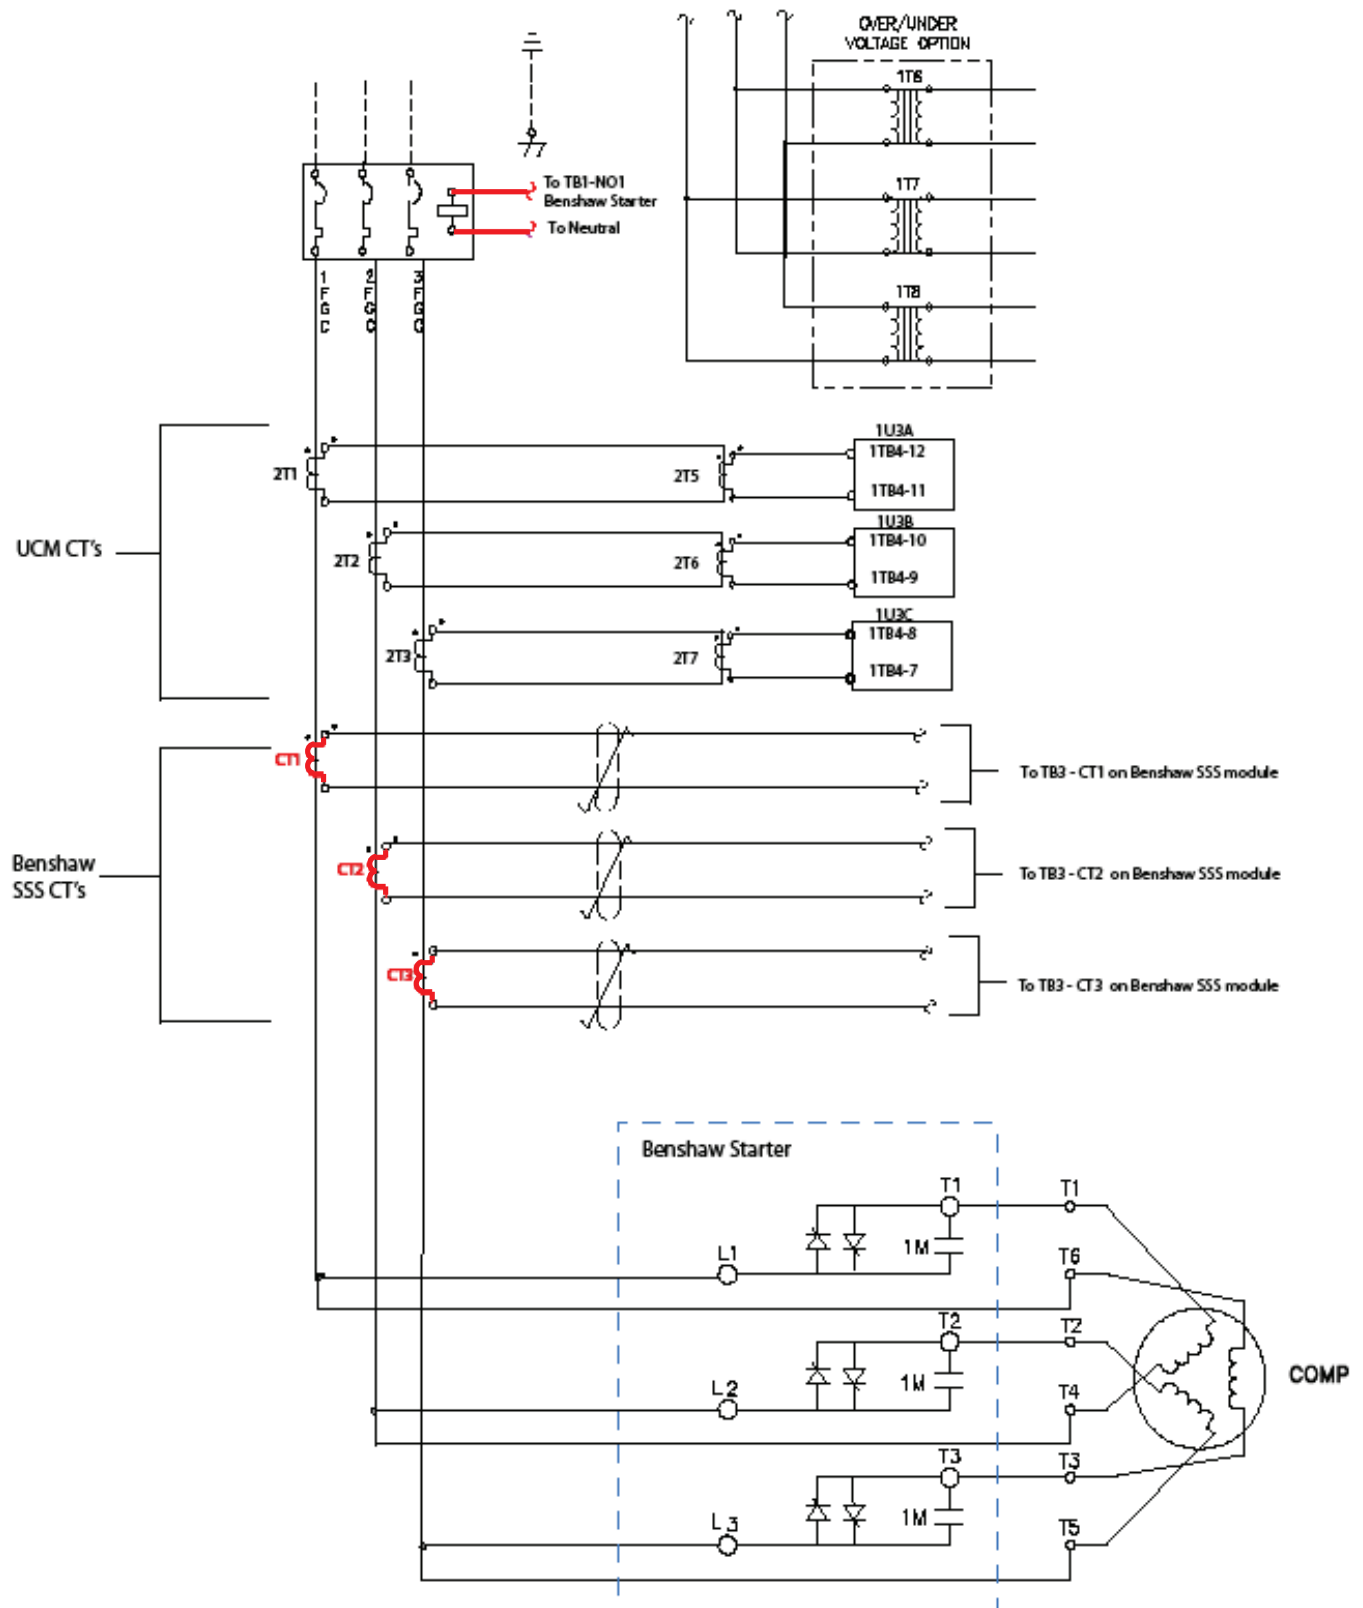 OVER/UNDER
VOLTAGE OPTION
1T6
To TB1-NO1
Benshaw Starter
To Neutral
1T7
1 2 3
F F F
G G G
C C C
1T8
1U3A
2T1
2T5
1TB4-12
1TB4-11
1U3B
UCM CT's
2T2
2T6
1TB4-10
1TB4-9
1U3C
2T3
2T7
1TB4-8
1TB4-7
CT1
To TB3 - CT1 on Benshaw SSS module
Benshaw
SSS CT's
CT2
To TB3 - CT2 on Benshaw SSS module
CT3
To TB3 - CT3 on Benshaw SSS module
Benshaw Starter
T1
T1
1M
L1
T6
T2
T2
1M
COMP
L2
T4
T3
T3
1M
L3
T5